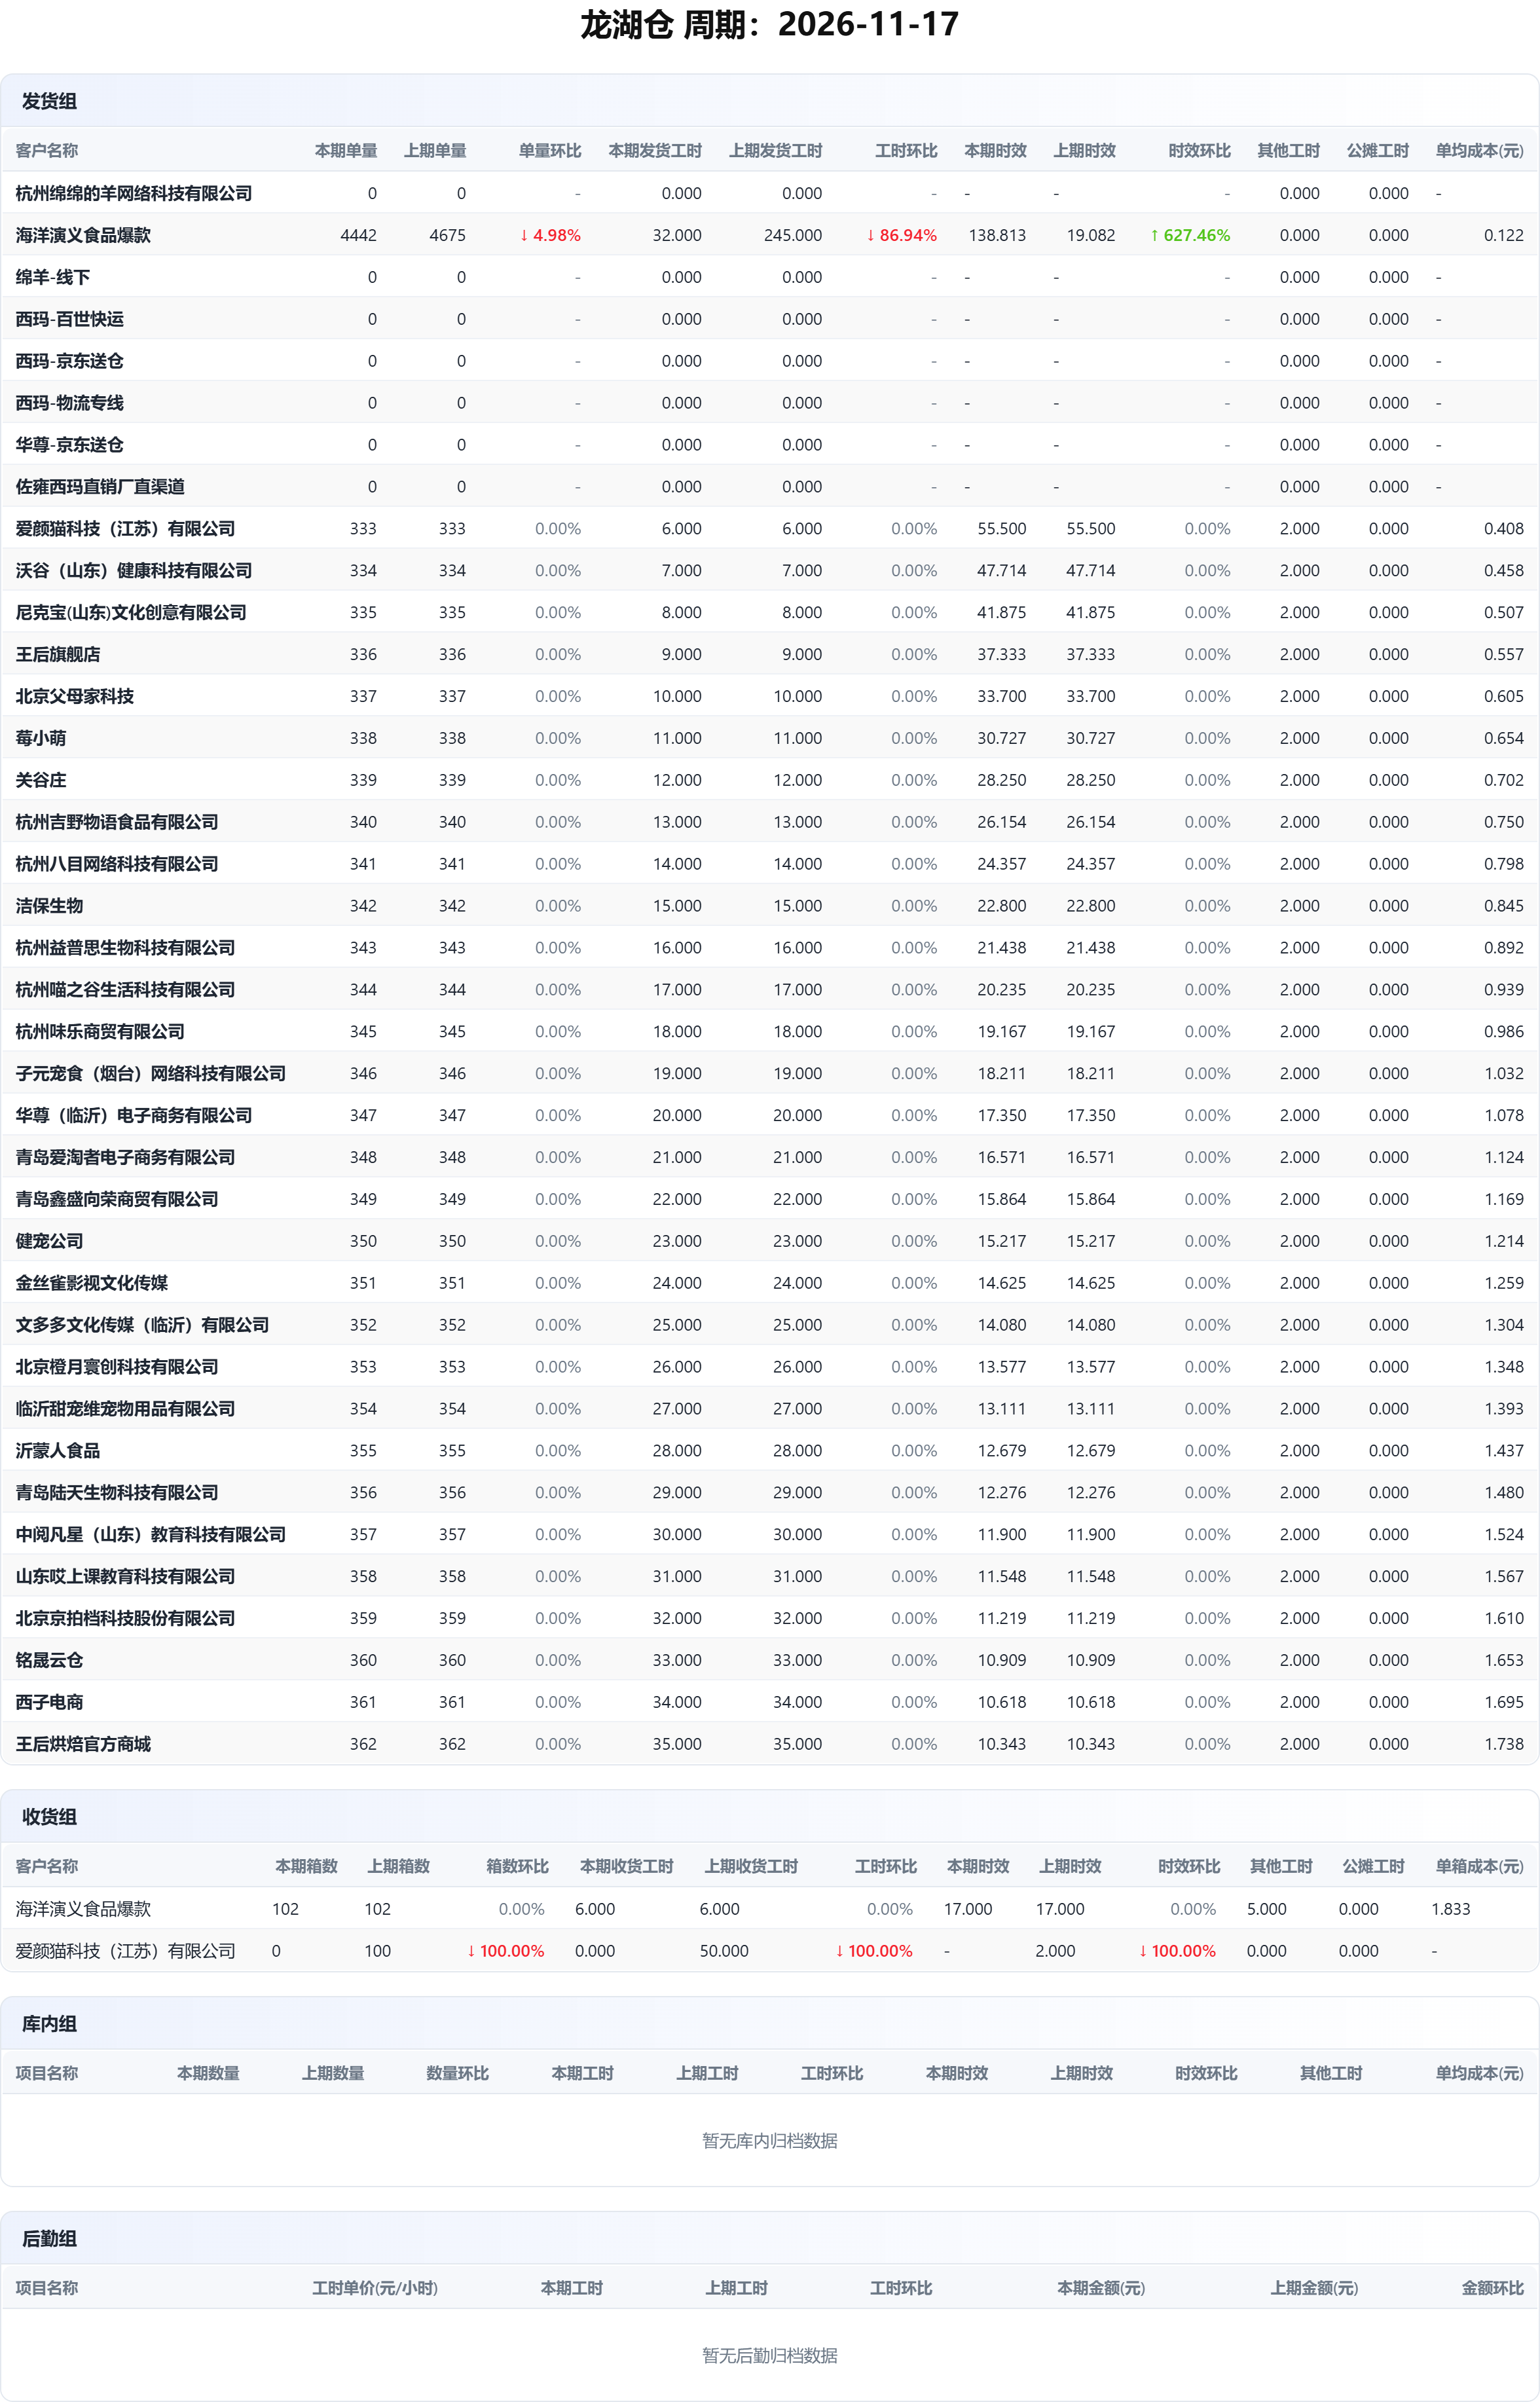 龙湖仓 周期：2026-11-17
发货组
客户名称 本期单量 上期单量 单量环比 本期发货工时 上期发货工时 工时环比 本期时效 上期时效 时效环比 其他工时 公摊工时 单均成本(元)
杭州绵绵的羊网络科技有限公司 0 0 - 0.000 0.000 - - - - 0.000 0.000 -
海洋演义食品爆款 4442 4675 ↓ 4.98% 32.000 245.000 ↓ 86.94% 138.813 19.082 ↑ 627.46% 0.000 0.000 0.122
绵羊-线下 0 0 - 0.000 0.000 - - - - 0.000 0.000 -
西玛-百世快运 0 0 - 0.000 0.000 - - - - 0.000 0.000 -
西玛-京东送仓 0 0 - 0.000 0.000 - - - - 0.000 0.000 -
西玛-物流专线 0 0 - 0.000 0.000 - - - - 0.000 0.000 -
华尊-京东送仓 0 0 - 0.000 0.000 - - - - 0.000 0.000 -
佐雍西玛直销厂直渠道 0 0 - 0.000 0.000 - - - - 0.000 0.000 -
爱颜猫科技（江苏）有限公司 333 333 0.00% 6.000 6.000 0.00% 55.500 55.500 0.00% 2.000 0.000 0.408
沃谷（山东）健康科技有限公司 334 334 0.00% 7.000 7.000 0.00% 47.714 47.714 0.00% 2.000 0.000 0.458
尼克宝(山东)文化创意有限公司 335 335 0.00% 8.000 8.000 0.00% 41.875 41.875 0.00% 2.000 0.000 0.507
王后旗舰店 336 336 0.00% 9.000 9.000 0.00% 37.333 37.333 0.00% 2.000 0.000 0.557
北京父母家科技 337 337 0.00% 10.000 10.000 0.00% 33.700 33.700 0.00% 2.000 0.000 0.605
莓小萌 338 338 0.00% 11.000 11.000 0.00% 30.727 30.727 0.00% 2.000 0.000 0.654
关谷庄 339 339 0.00% 12.000 12.000 0.00% 28.250 28.250 0.00% 2.000 0.000 0.702
杭州吉野物语食品有限公司 340 340 0.00% 13.000 13.000 0.00% 26.154 26.154 0.00% 2.000 0.000 0.750
杭州八目网络科技有限公司 341 341 0.00% 14.000 14.000 0.00% 24.357 24.357 0.00% 2.000 0.000 0.798
洁保生物 342 342 0.00% 15.000 15.000 0.00% 22.800 22.800 0.00% 2.000 0.000 0.845
杭州益普思生物科技有限公司 343 343 0.00% 16.000 16.000 0.00% 21.438 21.438 0.00% 2.000 0.000 0.892
杭州喵之谷生活科技有限公司 344 344 0.00% 17.000 17.000 0.00% 20.235 20.235 0.00% 2.000 0.000 0.939
杭州味乐商贸有限公司 345 345 0.00% 18.000 18.000 0.00% 19.167 19.167 0.00% 2.000 0.000 0.986
子元宠食（烟台）网络科技有限公司 346 346 0.00% 19.000 19.000 0.00% 18.211 18.211 0.00% 2.000 0.000 1.032
华尊（临沂）电子商务有限公司 347 347 0.00% 20.000 20.000 0.00% 17.350 17.350 0.00% 2.000 0.000 1.078
青岛爱淘者电子商务有限公司 348 348 0.00% 21.000 21.000 0.00% 16.571 16.571 0.00% 2.000 0.000 1.124
青岛鑫盛向荣商贸有限公司 349 349 0.00% 22.000 22.000 0.00% 15.864 15.864 0.00% 2.000 0.000 1.169
健宠公司 350 350 0.00% 23.000 23.000 0.00% 15.217 15.217 0.00% 2.000 0.000 1.214
金丝雀影视文化传媒 351 351 0.00% 24.000 24.000 0.00% 14.625 14.625 0.00% 2.000 0.000 1.259
文多多文化传媒（临沂）有限公司 352 352 0.00% 25.000 25.000 0.00% 14.080 14.080 0.00% 2.000 0.000 1.304
北京橙月寰创科技有限公司 353 353 0.00% 26.000 26.000 0.00% 13.577 13.577 0.00% 2.000 0.000 1.348
临沂甜宠维宠物用品有限公司 354 354 0.00% 27.000 27.000 0.00% 13.111 13.111 0.00% 2.000 0.000 1.393
沂蒙人食品 355 355 0.00% 28.000 28.000 0.00% 12.679 12.679 0.00% 2.000 0.000 1.437
青岛陆天生物科技有限公司 356 356 0.00% 29.000 29.000 0.00% 12.276 12.276 0.00% 2.000 0.000 1.480
中阅凡星（山东）教育科技有限公司 357 357 0.00% 30.000 30.000 0.00% 11.900 11.900 0.00% 2.000 0.000 1.524
山东哎上课教育科技有限公司 358 358 0.00% 31.000 31.000 0.00% 11.548 11.548 0.00% 2.000 0.000 1.567
北京京拍档科技股份有限公司 359 359 0.00% 32.000 32.000 0.00% 11.219 11.219 0.00% 2.000 0.000 1.610
铭晟云仓 360 360 0.00% 33.000 33.000 0.00% 10.909 10.909 0.00% 2.000 0.000 1.653
西子电商 361 361 0.00% 34.000 34.000 0.00% 10.618 10.618 0.00% 2.000 0.000 1.695
王后烘焙官方商城 362 362 0.00% 35.000 35.000 0.00% 10.343 10.343 0.00% 2.000 0.000 1.738
收货组
客户名称 本期箱数 上期箱数 箱数环比 本期收货工时 上期收货工时 工时环比 本期时效 上期时效 时效环比 其他工时 公摊工时 单箱成本(元)
海洋演义食品爆款 102 102 0.00% 6.000 6.000 0.00% 17.000 17.000 0.00% 5.000 0.000 1.833
爱颜猫科技（江苏）有限公司 0 100 ↓ 100.00% 0.000 50.000 ↓ 100.00% - 2.000 ↓ 100.00% 0.000 0.000 -
库内组
项目名称 本期数量 上期数量 数量环比 本期工时 上期工时 工时环比 本期时效 上期时效 时效环比 其他工时 单均成本(元)
暂无库内归档数据
后勤组
项目名称 工时单价(元/小时) 本期工时 上期工时 工时环比 本期金额(元) 上期金额(元) 金额环比
暂无后勤归档数据